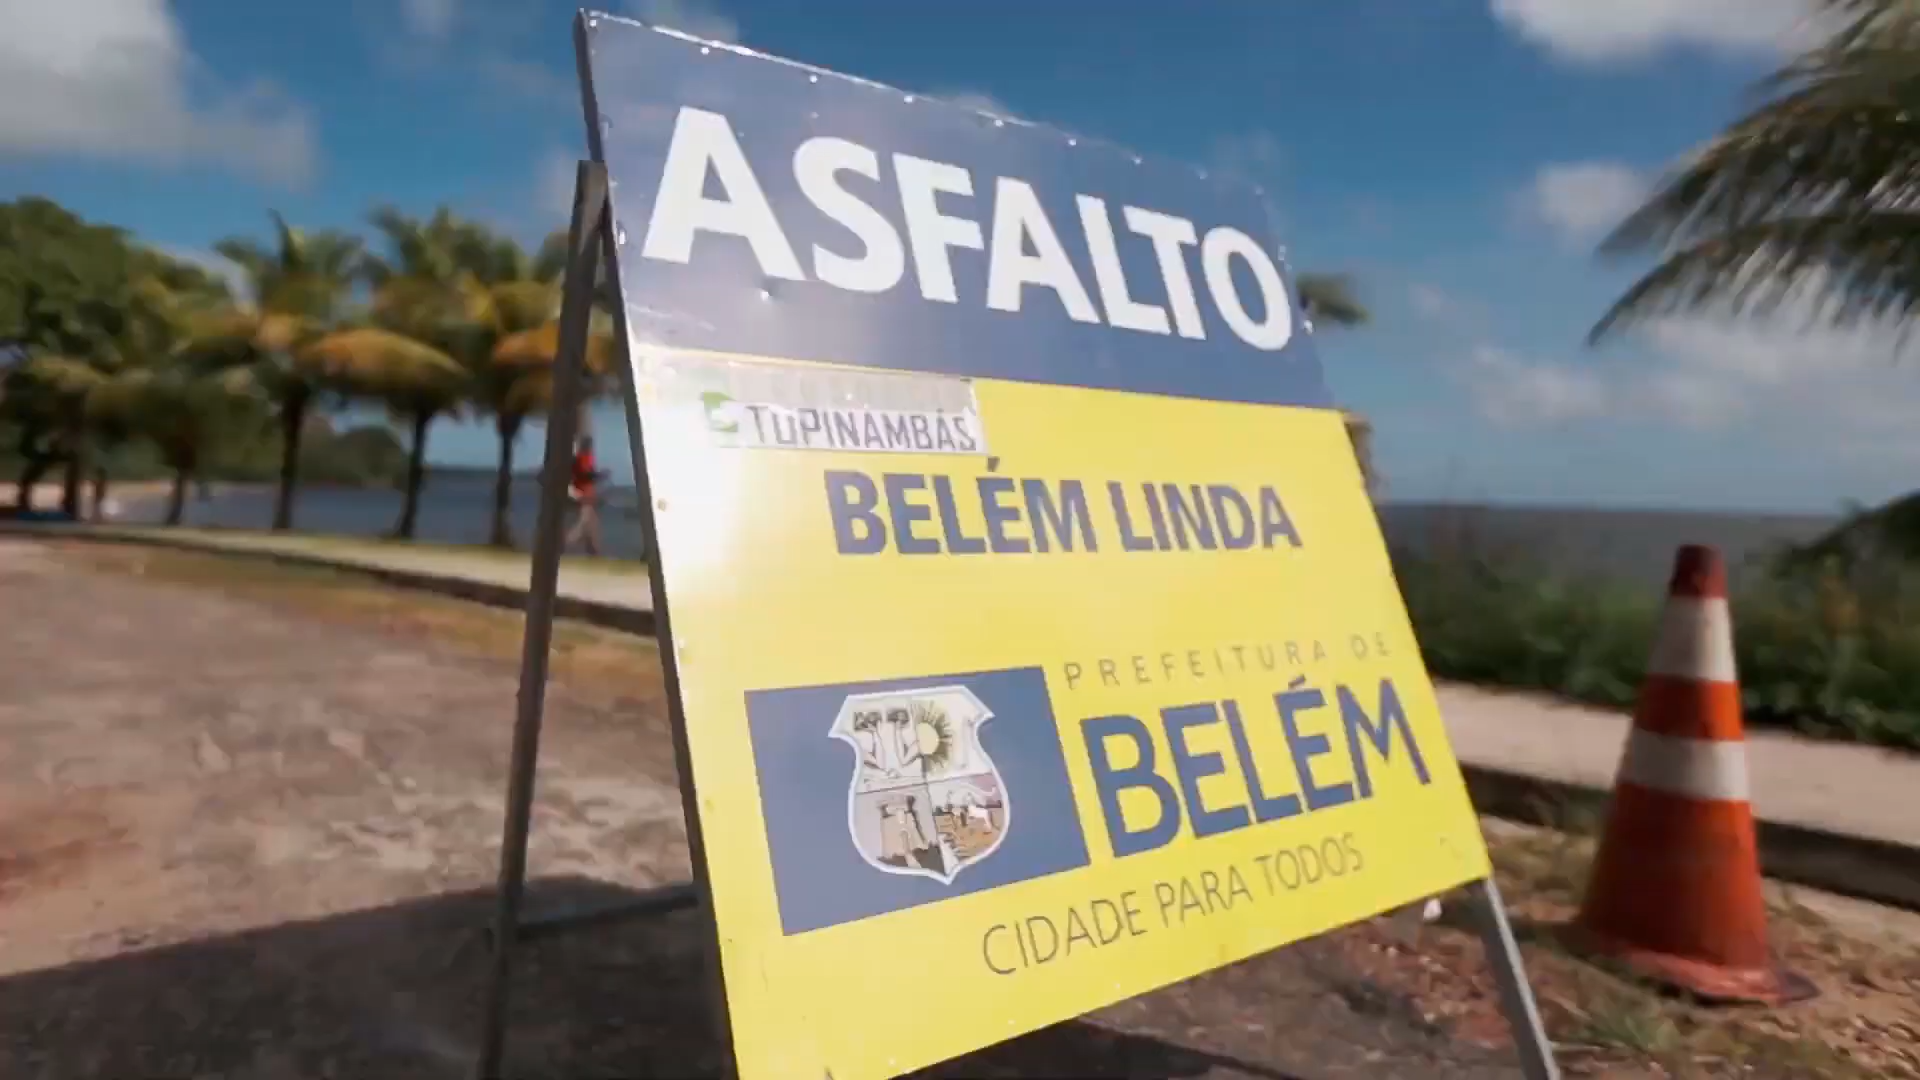 ASFALTO
TUPINAMBÁS
BELÉM LINDA
PREFEITURA DE
BELÉM
CIDADE PARA TODOS